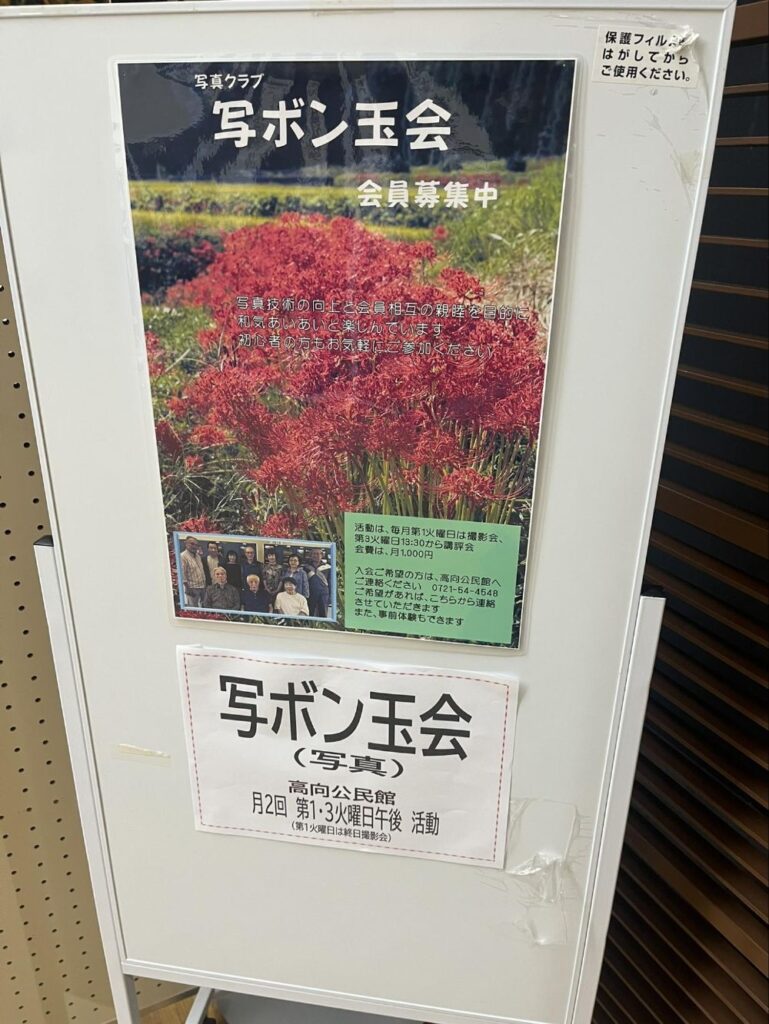 保護フィルムを
はがしてから
ご使用ください。
写真クラブ
写ボン玉会
会員募集中
写真技術の向上と会員相互の親睦を目的に
和気あいあいと楽しんでいます
初心者の方もお気軽にご参加ください
活動は、毎月第1火曜日は撮影会、
第3火曜日13:30から講評会
会費は、月1,000円
入会ご希望の方は、高向公民館へ
ご連絡ください 0721-54-4548
ご希望があれば、こちらから連絡
させていただきます
また、事前体験もできます
写ボン玉会
(写真)
高向公民館
月2回 第1・3火曜日午後 活動
(第1火曜日は終日撮影会)